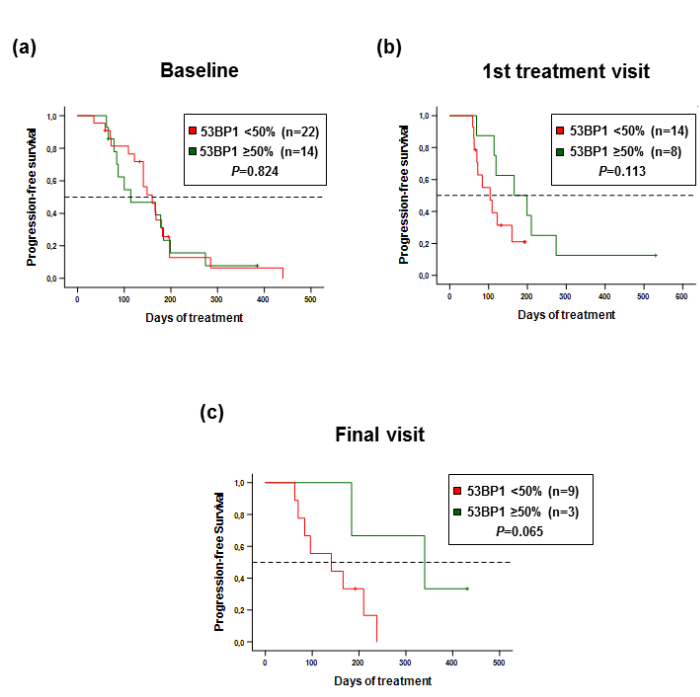 (a)
Baseline
Progression-free survival
1,0
0,8
0,6
0,4
0,2
0,0
53BP1 <50% (n=22)
53BP1 ≥50% (n=14)
P=0.824
0 100 200 300 400 500
Days of treatment
(b)
1st treatment visit
Progression-free survival
1,0
0,8
0,6
0,4
0,2
0,0
53BP1 <50% (n=14)
53BP1 ≥50% (n=8)
P=0.113
0 100 200 300 400 500 600
Days of treatment
(c)
Final visit
Progression-free Survival
1,0
0,8
0,6
0,4
0,2
0,0
53BP1 <50% (n=9)
53BP1 ≥50% (n=3)
P=0.065
0 100 200 300 400 500
Days of treatment